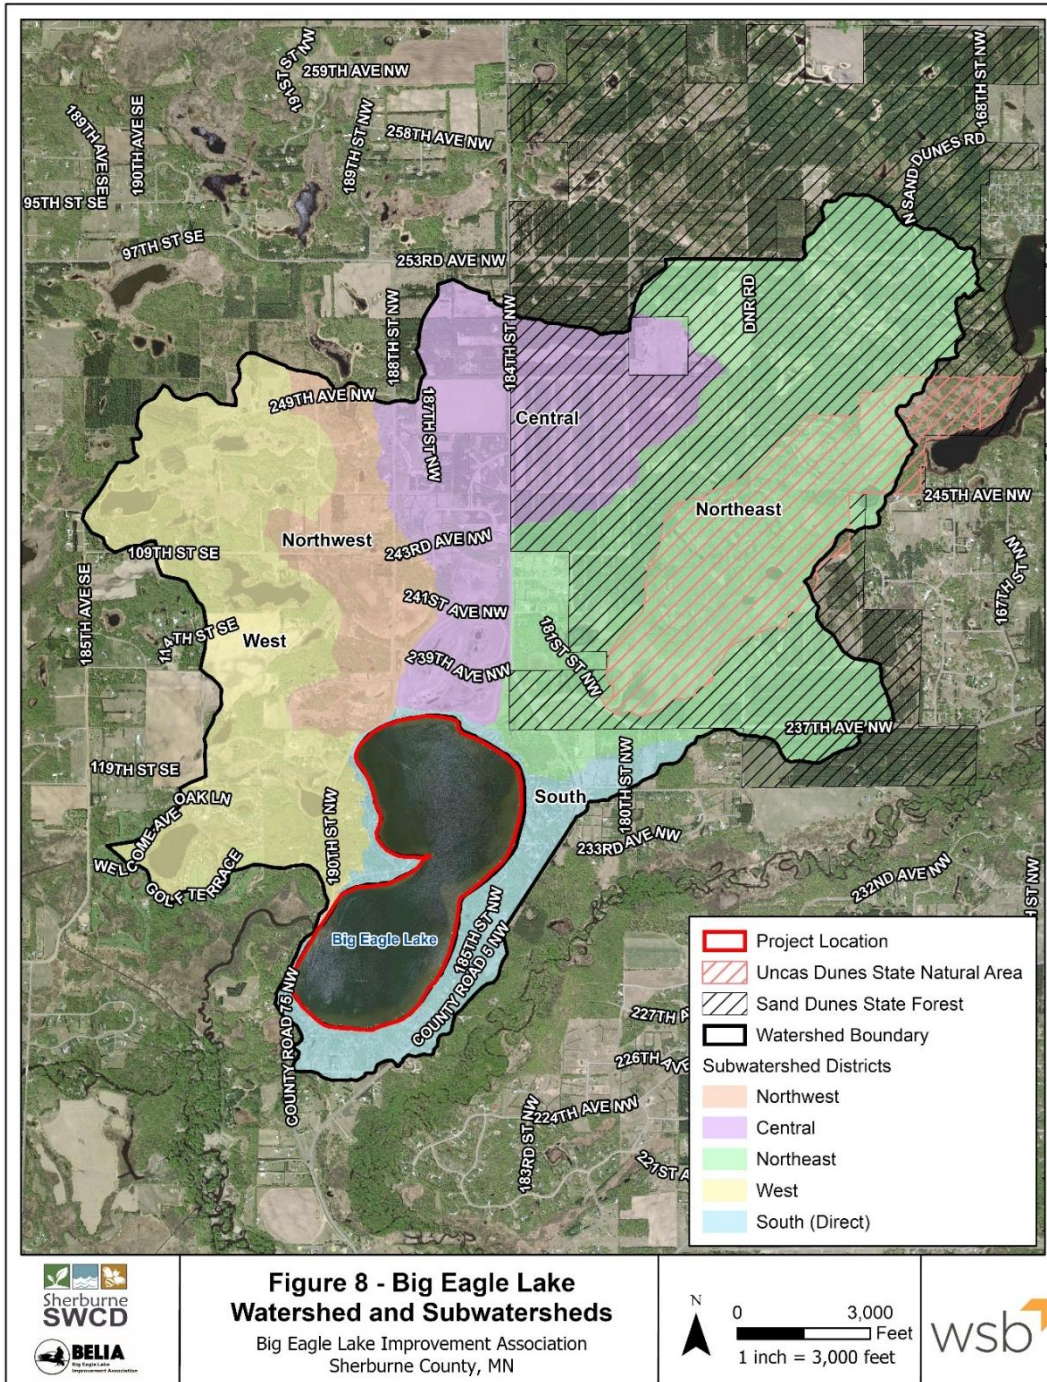 259TH AVE NW
191ST ST NW
168TH ST NW
189TH AVE SE
190TH AVE SE
189TH ST NW
258TH AVE NW
N SAND DUNES RD
95TH ST SE
97TH ST SE
253RD AVE NW
DNR RD
188TH ST NW
184TH ST NW
249TH AVE NW
187TH ST NW
Central
245TH AVE NW
Northeast
Northwest
243RD AVE NW
109TH ST SE
167TH ST NW
185TH AVE SE
241ST AVE NW
114TH ST SE
West
181ST ST NW
239TH AVE NW
237TH AVE NW
119TH ST SE
OAK LN
South
180TH ST NW
WELCOME AVE
190TH ST NW
233RD AVE NW
GOLF TERRACE
232ND AVE NW
H ST NW
Big Eagle Lake
185TH ST NW
COUNTY ROAD 5 NW
COUNTY ROAD 75 NW
227TH A
226TH AVE
224TH AVE NW
183RD ST NW
221ST A
Project Location
Uncas Dunes State Natural Area
Sand Dunes State Forest
Watershed Boundary
Subwatershed Districts
Northwest
Central
Northeast
West
South (Direct)
Sherburne
SWCD
BELIA
Big Eagle Lake
Improvement Association
Figure 8 - Big Eagle Lake
Watershed and Subwatersheds
Big Eagle Lake Improvement Association
Sherburne County, MN
N
0 3,000
Feet
1 inch = 3,000 feet
wsb